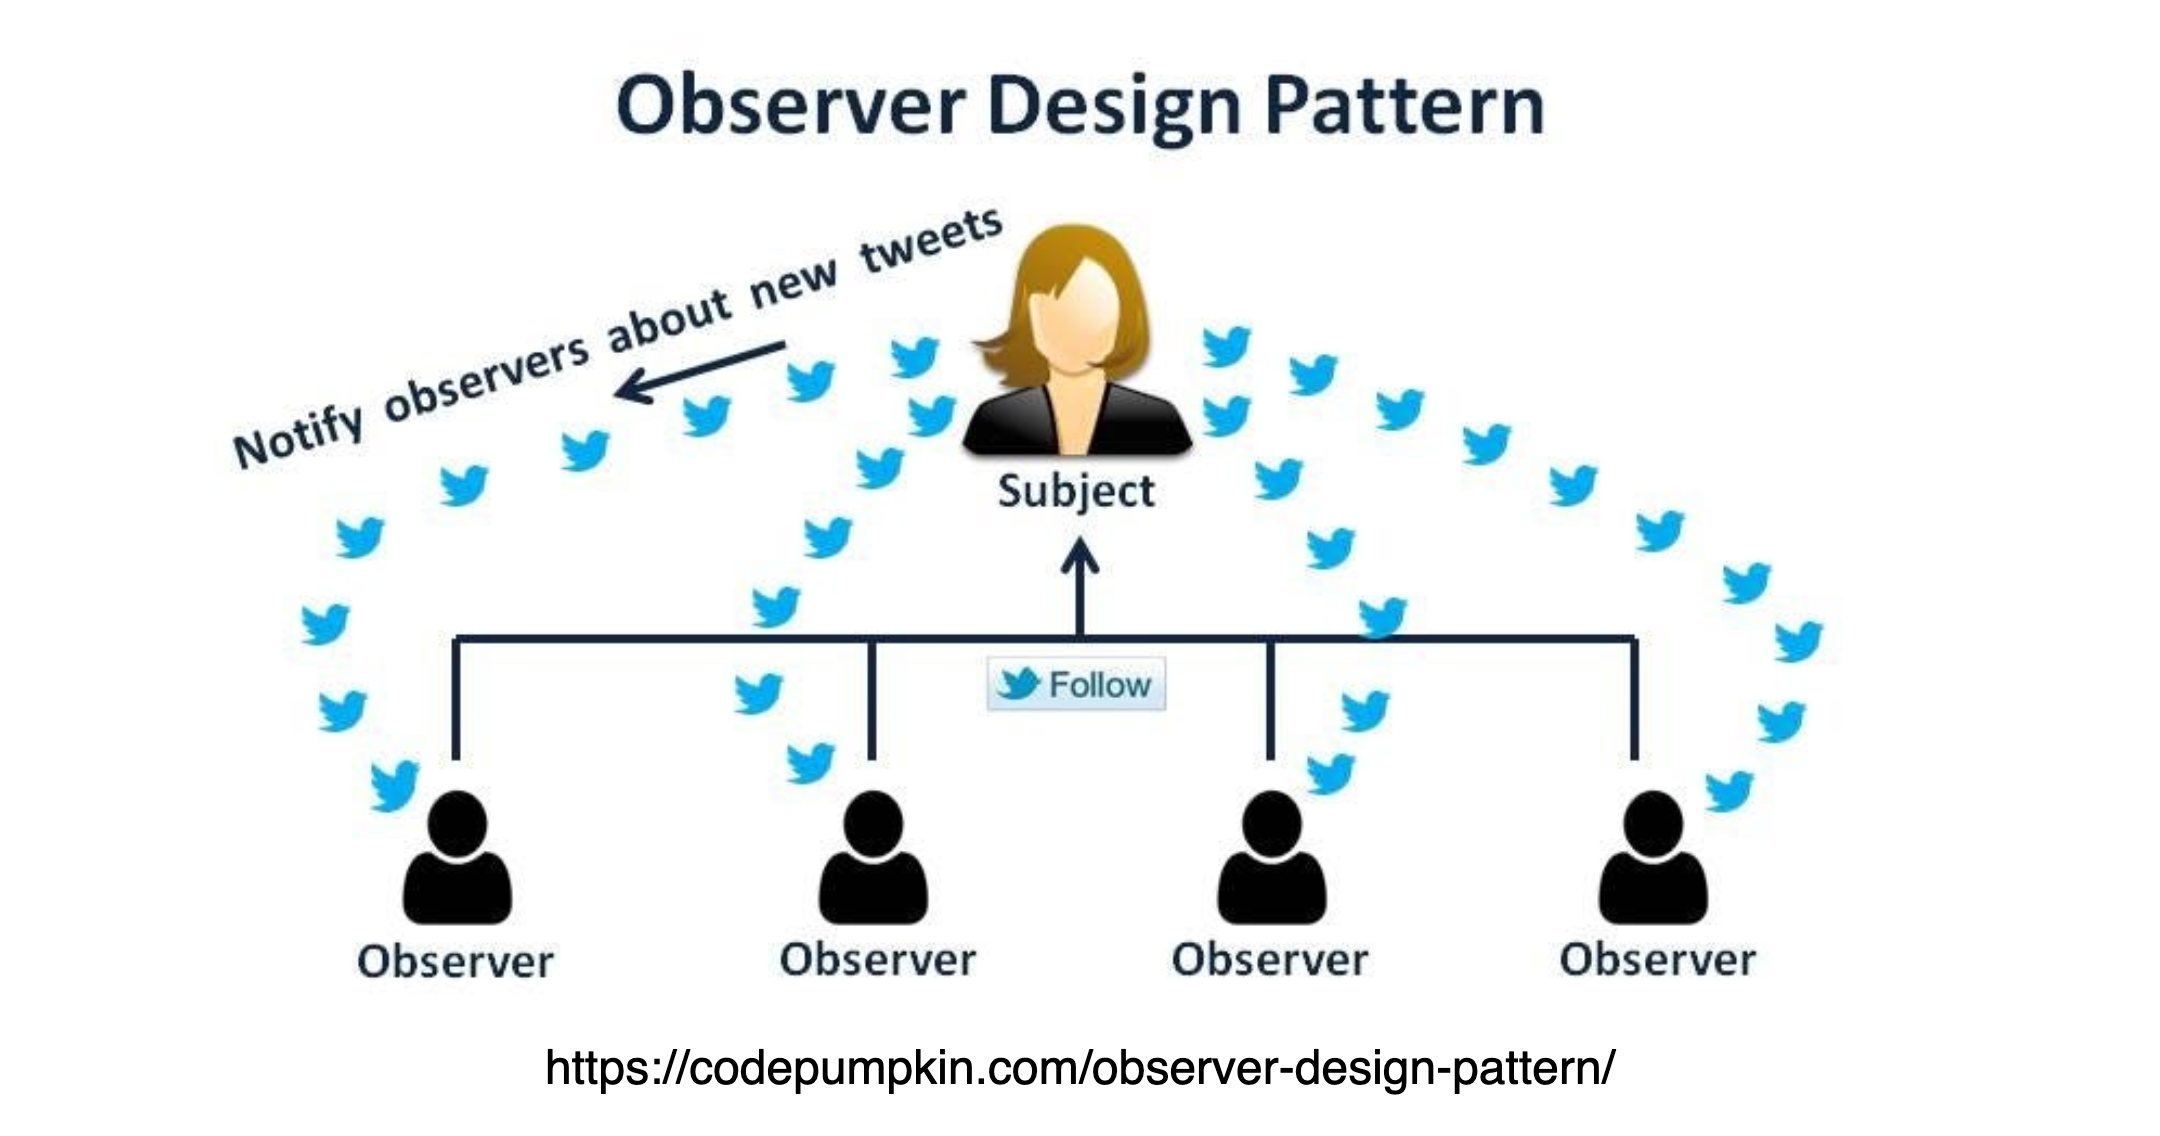 Observer Design Pattern
Notify observers about new tweets
Subject
Follow
Observer
Observer
Observer
Observer
https://codepumpkin.com/observer-design-pattern/